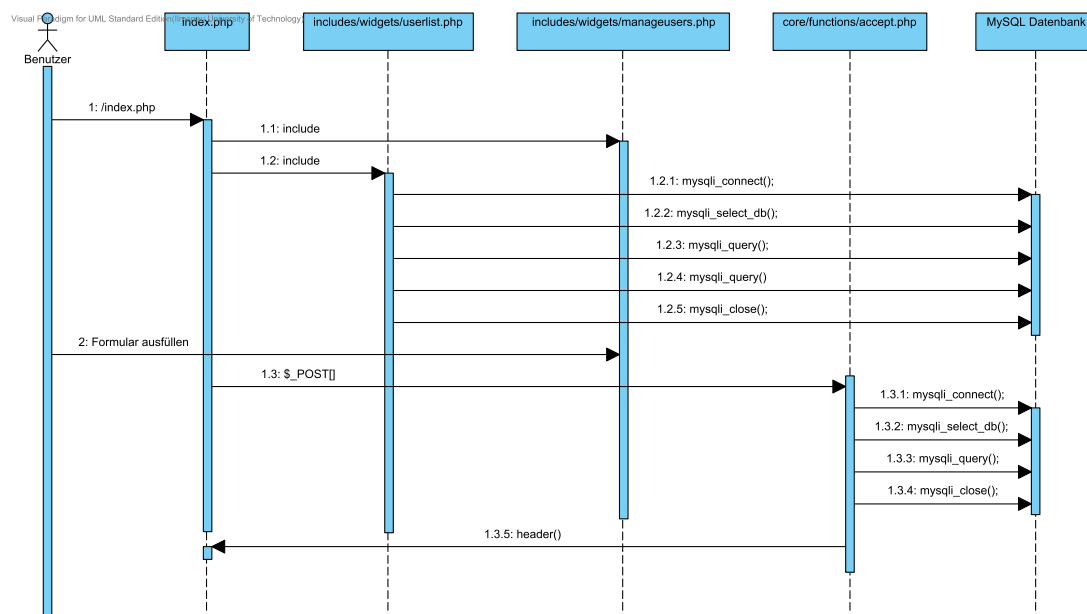 Visual Paradigm for UML Standard Edition( University of Technology)
index.php
includes/widgets/userlist.php
includes/widgets/manageusers.php
core/functions/accept.php
MySQL Datenbank
Benutzer
1: /index.php
1.1: include
1.2: include
1.2.1: mysqli_connect();
1.2.2: mysqli_select_db();
1.2.3: mysqli_query();
1.2.4: mysqli_query()
1.2.5: mysqli_close();
2: Formular ausfüllen
1.3: $_POST[]
1.3.1: mysqli_connect();
1.3.2: mysqli_select_db();
1.3.3: mysqli_query();
1.3.4: mysqli_close();
1.3.5: header()